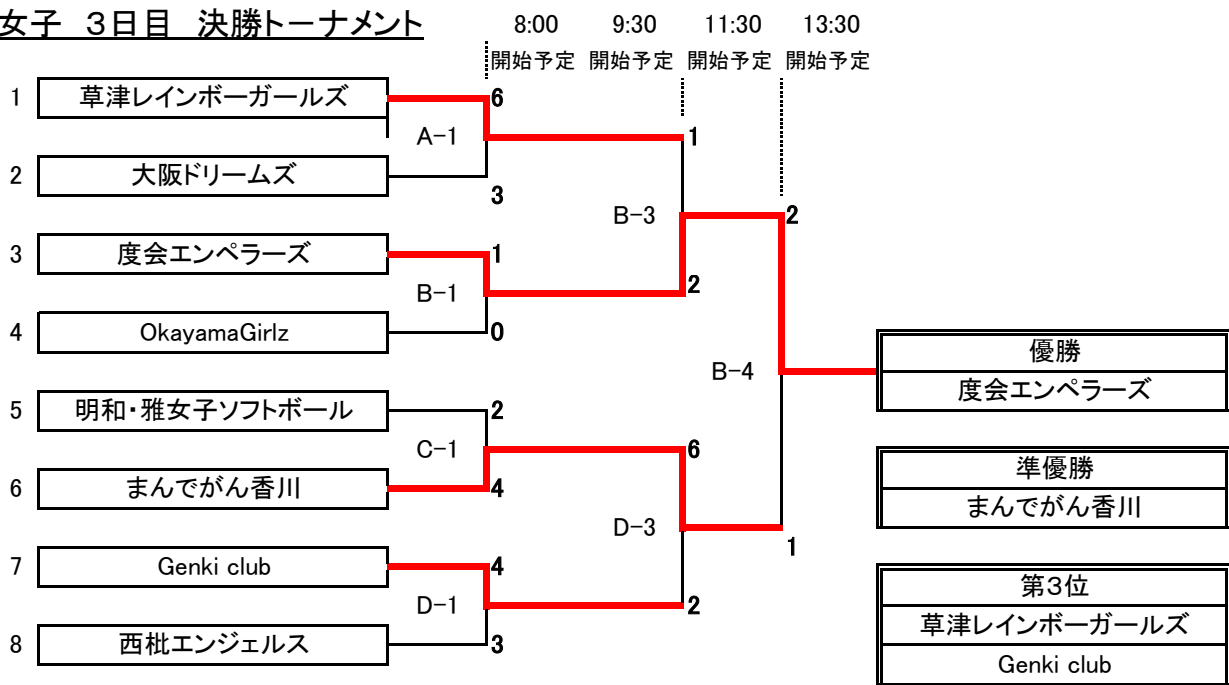 女子 3日目 決勝トーナメント
8:00 9:30 11:30 13:30
開始予定 開始予定 開始予定 開始予定
1 草津レインボーガールズ 6
A-1 1
2 大阪ドリームズ 3
B-3 2
3 度会エンペラーズ 1
B-1 2
4 OkayamaGirlz 0
優勝
B-4
度会エンペラーズ
5 明和・雅女子ソフトボール 2
C-1 6
準優勝
6 まんでがん香川 4
まんでがん香川
D-3 1
7 Genki club 4
第3位
D-1 2
草津レインボーガールズ
8 西枇エンジェルス 3
Genki club